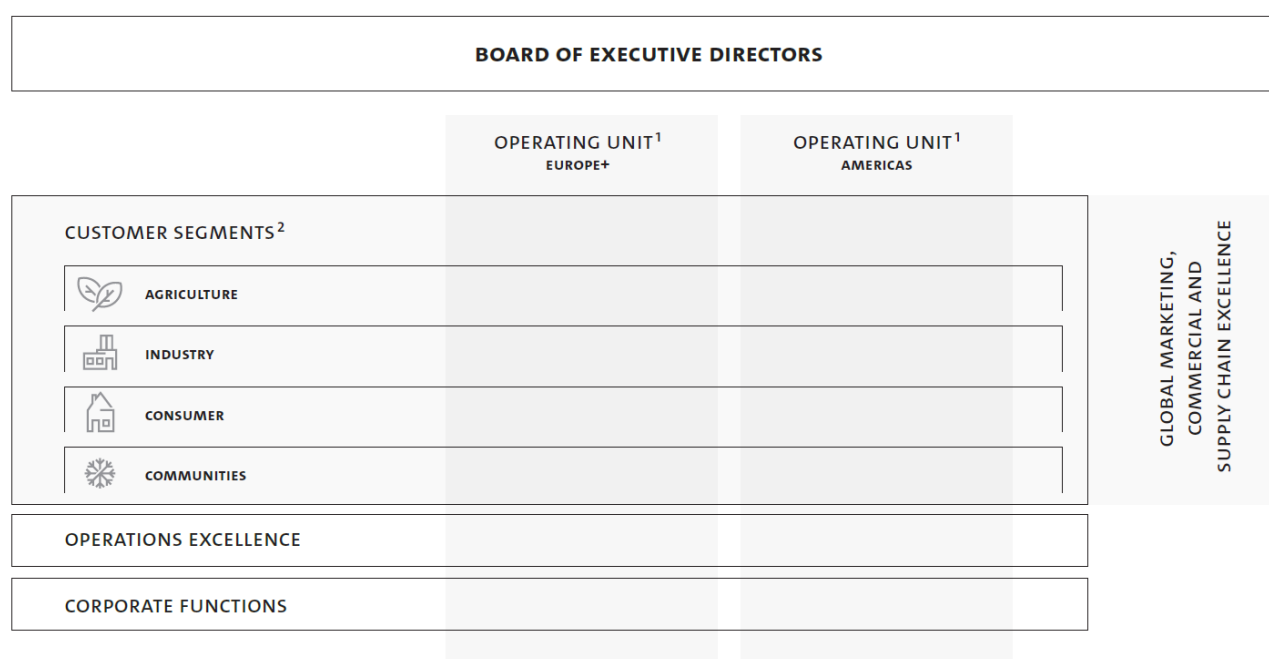 BOARD OF EXECUTIVE DIRECTORS
OPERATING UNIT¹
EUROPE+
OPERATING UNIT¹
AMERICAS
CUSTOMER SEGMENTS²
AGRICULTURE
INDUSTRY
CONSUMER
COMMUNITIES
GLOBAL MARKETING,
COMMERCIAL AND
SUPPLY CHAIN EXCELLENCE
OPERATIONS EXCELLENCE
CORPORATE FUNCTIONS